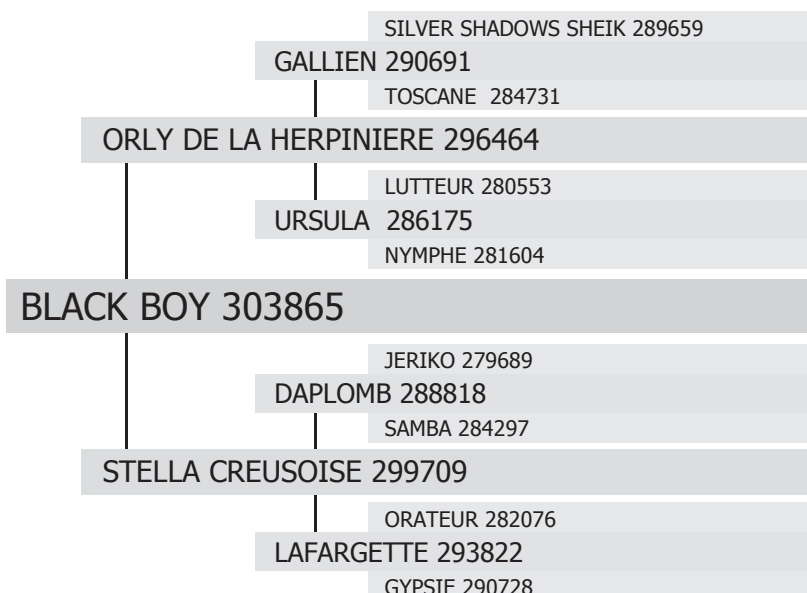 SILVER SHADOWS SHEIK 289659
GALLIEN 290691
TOSCANE 284731
ORLY DE LA HERPINIERE 296464
LUTTEUR 280553
URSULA 286175
NYMPHE 281604
BLACK BOY 303865
JERIKO 279689
DAPLOMB 288818
SAMBA 284297
STELLA CREUSOISE 299709
ORATEUR 282076
LAFARGETTE 293822
GYPSIE 290728